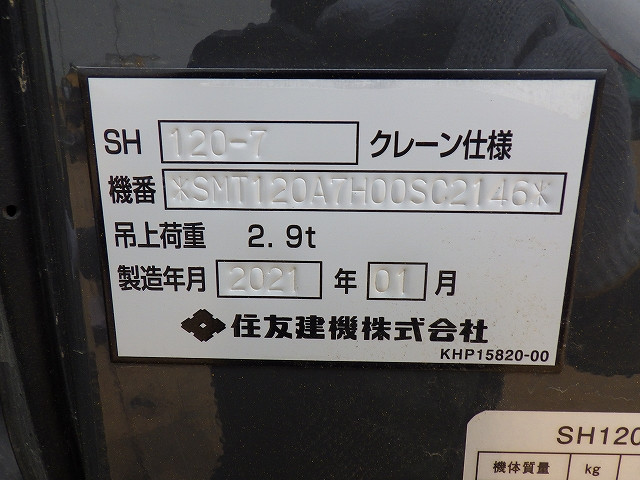 SH 120-7 クレーン仕様
機番 *SMT120A7H00SC2146*
吊上荷重 2.9t
製造年月 2021 年 01 月
住友建機株式会社
KHP15820-00
SH120
機体質量 kg